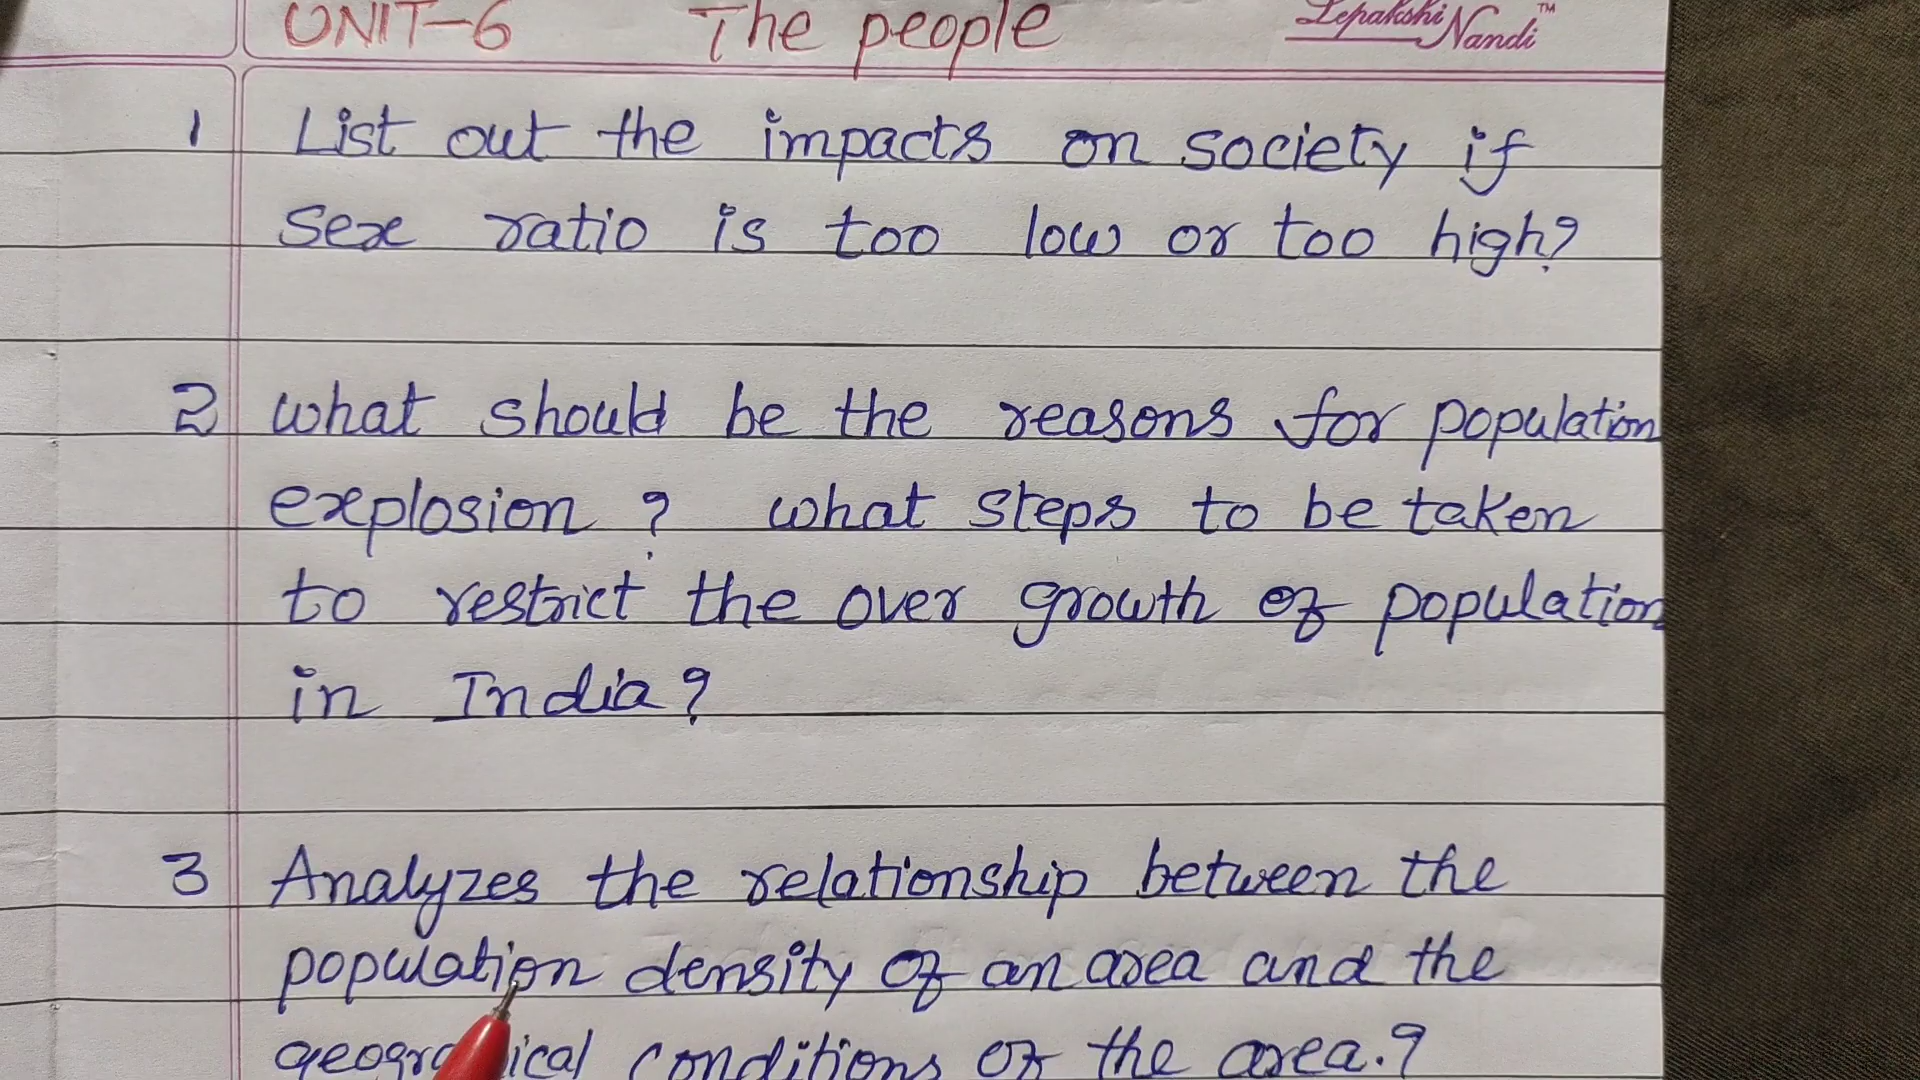 UNIT-6 The people
Lepakshi Nandi™
1 List out the impacts on society if
sex ratio is too low or too high?
2 what should be the reasons for population
explosion? what steps to be taken
to restrict the over growth of population
in India?
3 Analyzes the relationship between the
population density of an area and the
conditions of the area.?